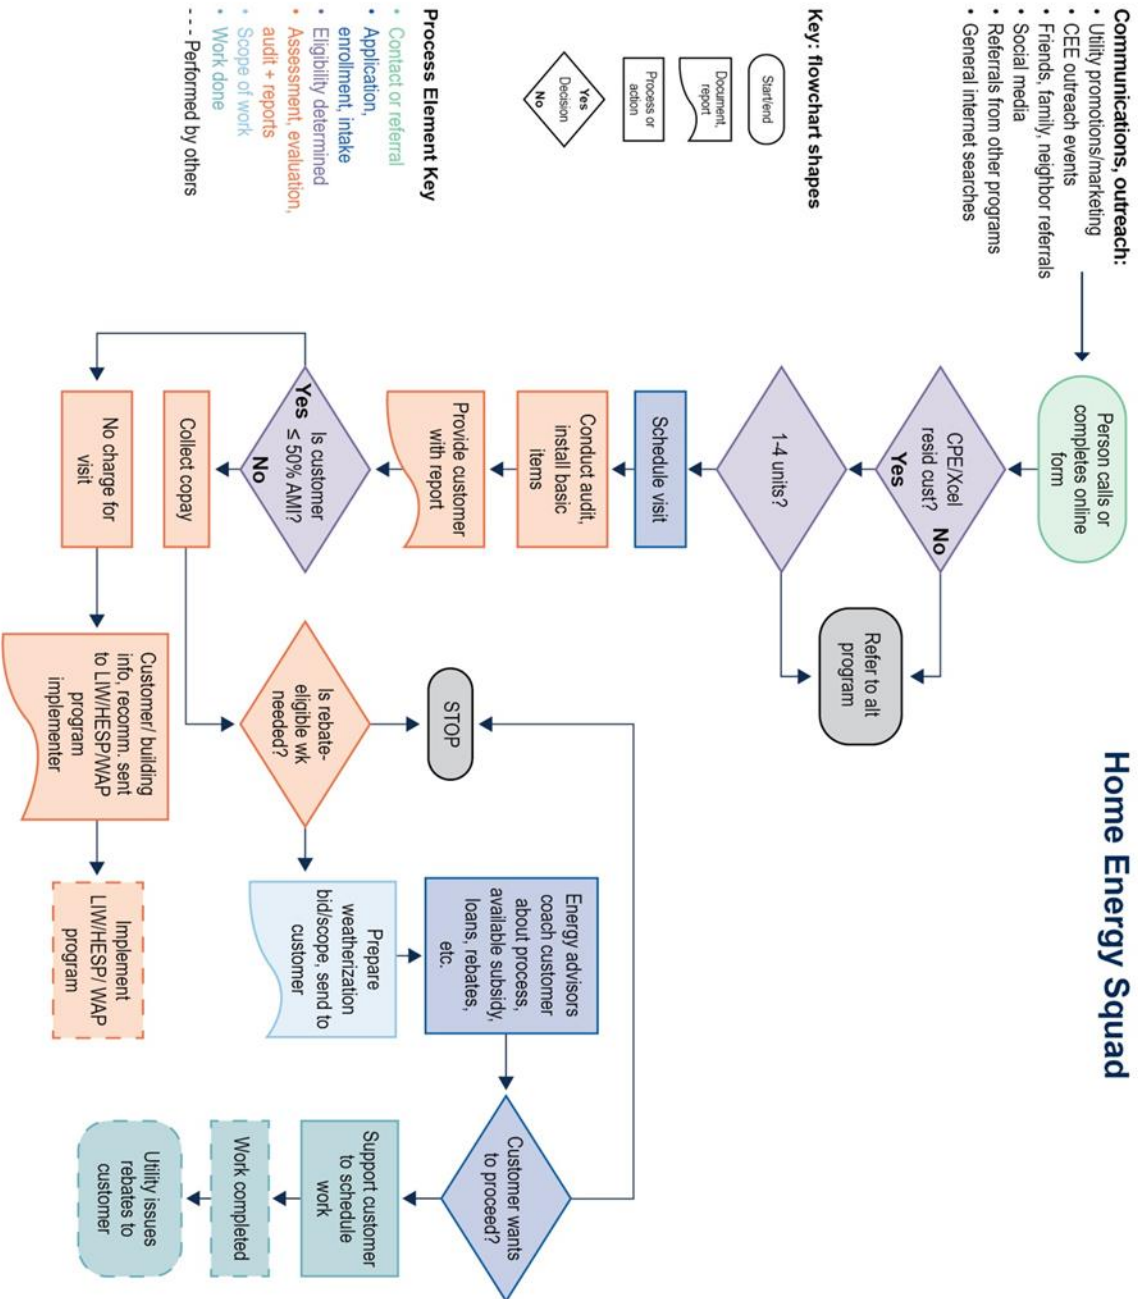 Home Energy Squad
Communications, outreach:
• Utility promotions/marketing
• CEE outreach events
• Friends, family, neighbor referrals
• Social media
• Referrals from other programs
• General internet searches
Key: flowchart shapes
Start/end
Document,
report
Process or
action
Yes
Decision
No
Process Element Key
• Contact or referral
• Application,
enrollment, intake
• Eligibility determined
• Assessment, evaluation,
audit + reports
• Scope of work
• Work done
- - - Performed by others
Person calls or
completes online
form
CPE/Xcel
resid cust?
No
Yes
1-4 units?
Refer to alt
program
Schedule visit
Conduct audit,
install basic
items
Provide customer
with report
Is customer
Yes ≤ 50% AMI?
No
Collect copay
No charge for
visit
STOP
Is rebate-
eligible wk
needed?
Customer/ building
info, recomm. sent
to LIW/HESP/WAP
program
implementer
Energy advisors
coach customer
about process,
available subsidy,
loans, rebates,
etc.
Prepare
weatherization
bid/scope, send to
customer
Implement
LIW/HESP/ WAP
program
Customer wants
to proceed?
Support customer
to schedule
work
Work completed
Utility issues
rebates to
customer